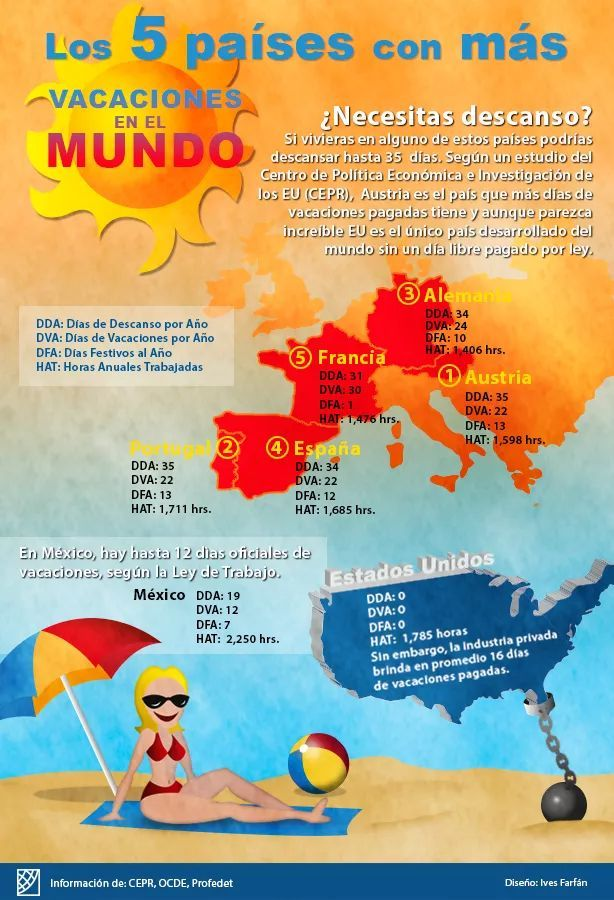 Los 5 países con más
VACACIONES
EN EL
MUNDO
¿Necesitas descanso?
Si vivieras en alguno de estos países podrías
descansar hasta 35 días. Según un estudio del
Centro de Política Económica e Investigación de
los EU (CEPR), Austria es el país que más días de
vacaciones pagadas tiene y aunque parezca
increible EU es el único país desarrollado del
mundo sin un día libre pagado por ley.
DDA: Días de Descanso por Año
DVA: Días de Vacaciones por Año
DFA: Días Festivos al Año
HAT: Horas Anuales Trabajadas
3 Alemania
DDA: 34
DVA: 24
DFA: 10
HAT: 1,406 hrs.
5 Francia
DDA: 31
DVA: 30
DFA: 1
HAT: 1,476 hrs.
1 Austria
DDA: 35
DVA: 22
DFA: 13
HAT: 1,598 hrs.
Portugal 2
DDA: 35
DVA: 22
DFA: 13
HAT: 1,711 hrs.
4 España
DDA: 34
DVA: 22
DFA: 12
HAT: 1,685 hrs.
En México, hay hasta 12 dias oficiales de
vacaciones, según la Ley de Trabajo.
México DDA: 19
DVA: 12
DFA: 7
HAT: 2,250 hrs.
Estados Unidos
DDA: 0
DVA: 0
DFA: 0
HAT: 1,785 horas
Sin embargo, la industria privada
brinda en promedio 16 días
de vacaciones pagadas.
Información de: CEPR, OCDE, Profedet
Diseño: Ives Farfán